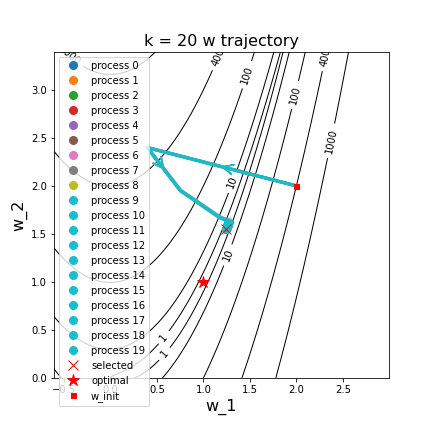 k = 20 w trajectory
process 0
process 1
process 2
process 3
process 4
process 5
process 6
process 7
process 8
process 9
process 10
process 11
process 12
process 13
process 14
process 15
process 16
process 17
process 18
process 19
selected
optimal
w_init
400
100
400
100
1000
10
10
1
1
w_2
3.0
2.5
2.0
1.5
1.0
0.5
0.0
0.5
1.0
1.5
2.0
2.5
w_1